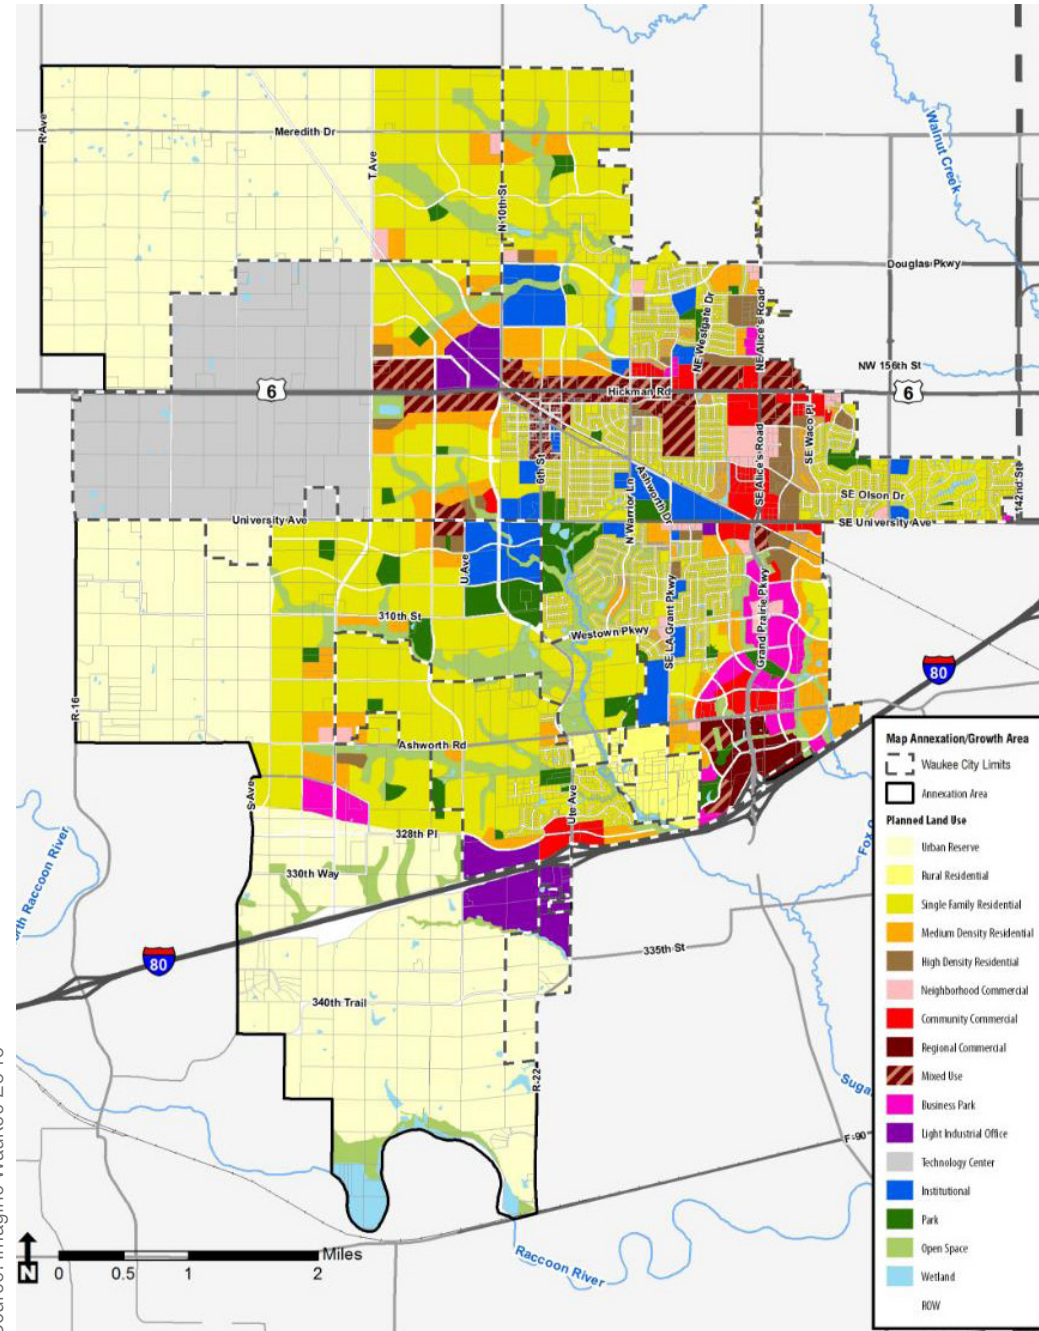 Walnut Creek
R Ave
Meredith Dr
T Ave
N 10th St
Douglas Pkwy
NE Westgate Dr
NE Alice's Road
NW 156th St
6
Hickman Rd
6
SE Waco Pl
6th St
SE Alice's Road
Ashworth Dr
N Warrior Ln
SE Olson Dr
142nd St
University Ave
SE University Ave
U Ave
310th St
Westown Pkwy
SE LA Grant Pkwy
Grand Prairie Pkwy
80
R-16
Ashworth Rd
S Ave
Ute Ave
328th Pl
330th Way
80
335th St
340th Trail
R-22
F-90
Raccoon River
N
0
0.5
1
2
Miles
Map Annexation/Growth Area
Waukee City Limits
Annexation Area
Planned Land Use
Urban Reserve
Rural Residential
Single Family Residential
Medium Density Residential
High Density Residential
Neighborhood Commercial
Community Commercial
Regional Commercial
Mixed Use
Business Park
Light Industrial Office
Technology Center
Institutional
Park
Open Space
Wetland
ROW